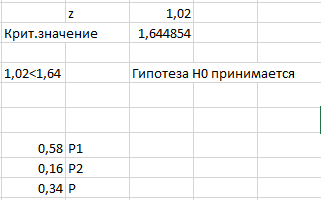 z 1,02
Крит.значение 1,644854
1,02<1,64 Гипотеза Н0 принимается
0,58 P1
0,16 P2
0,34 P